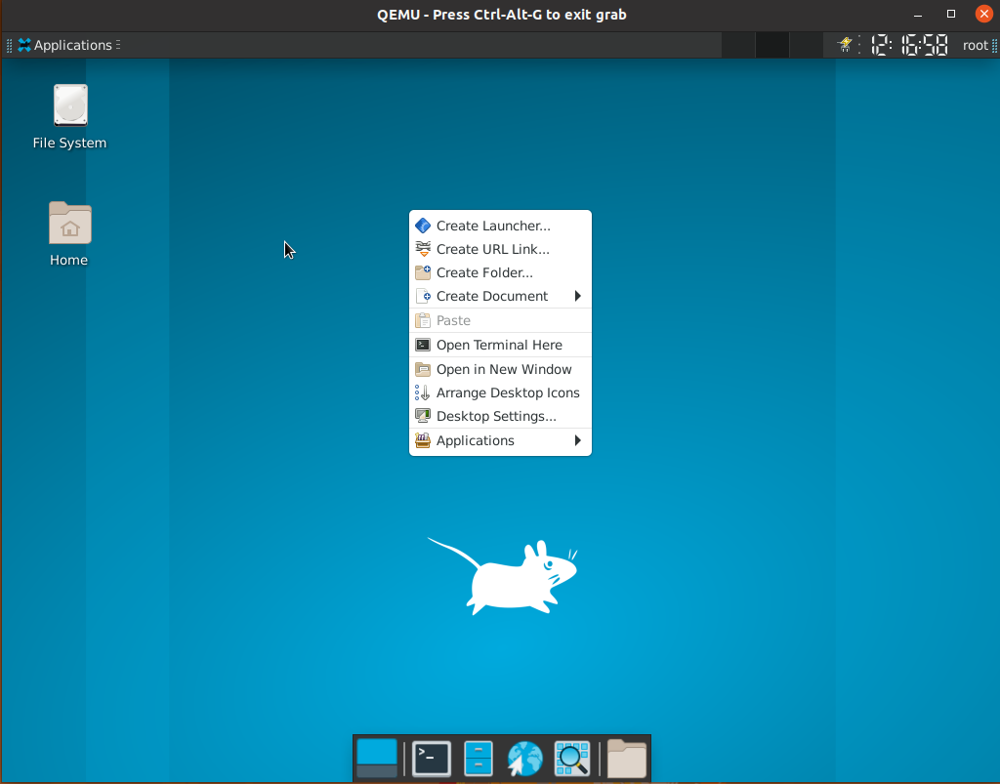 QEMU - Press Ctrl-Alt-G to exit grab
Applications
12:16:58
root
File System
Home
Create Launcher...
Create URL Link...
Create Folder...
Create Document
Paste
Open Terminal Here
Open in New Window
Arrange Desktop Icons
Desktop Settings...
Applications